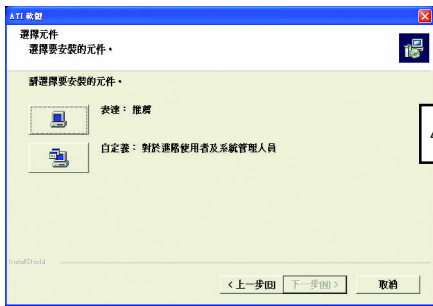 ATI 軟體
選擇元件
選擇要安裝的元件。
請選擇要安裝的元件。
表達: 推薦
自定義: 對於進階使用者及系統管理人員
InstallShield
<上一步(B)
下一步(N)>
取消